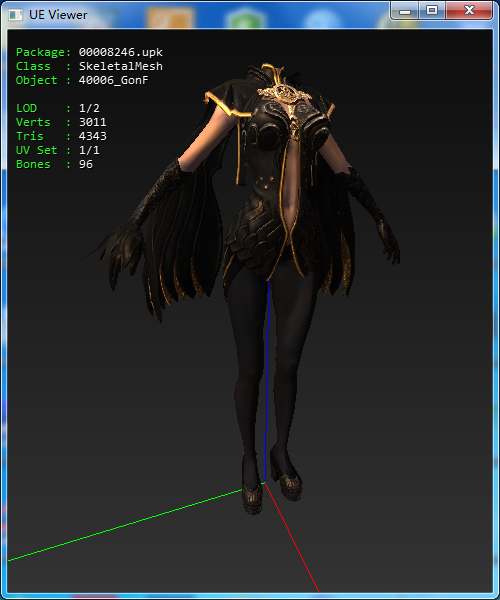 UE Viewer
Package: 00008246.upk
Class : SkeletalMesh
Object : 40006_GonF
LOD : 1/2
Verts : 3011
Tris : 4343
UV Set : 1/1
Bones : 96